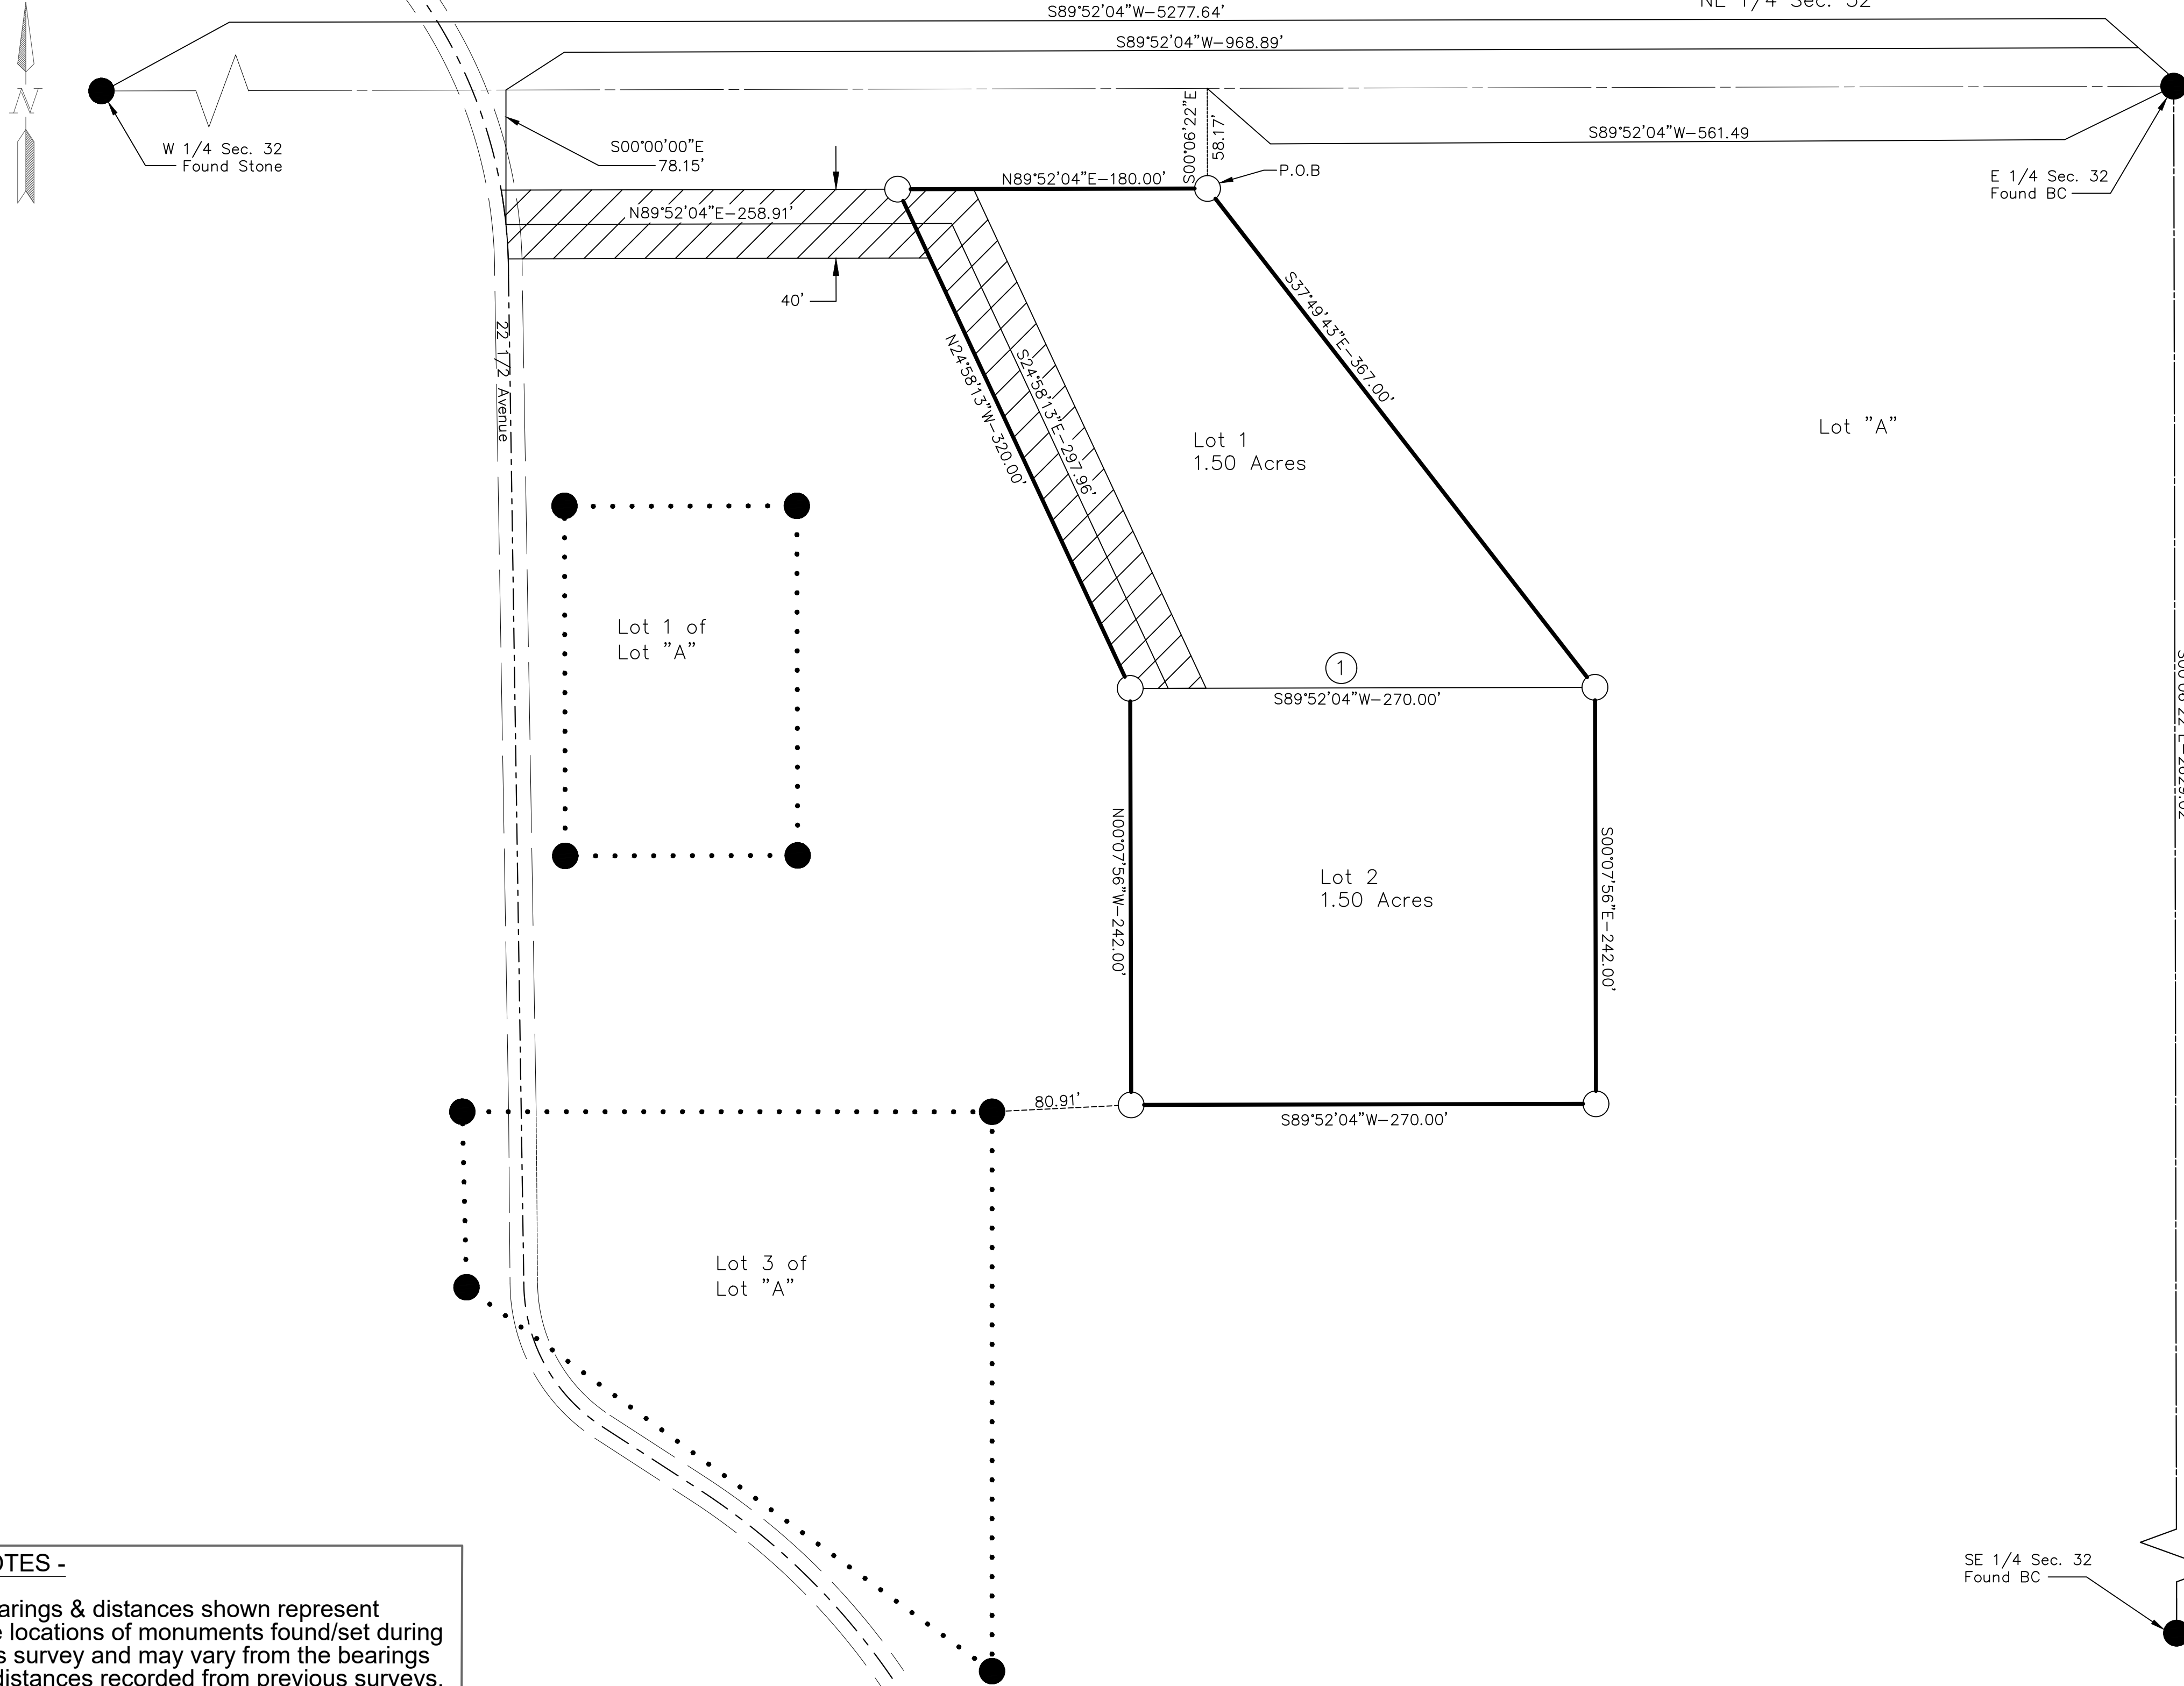 NE 1/4 Sec. 32
S89°52'04"W-5277.64'
S89°52'04"W-968.89'
N
W 1/4 Sec. 32
Found Stone
S00°00'00"E
78.15'
S00°06'22"E
58.17'
S89°52'04"W-561.49
P.O.B
E 1/4 Sec. 32
Found BC
N89°52'04"E-180.00'
N89°52'04"E-258.91'
40'
22 1/2 Avenue
N24°58'13"W-320.00'
S24°58'13"E-297.96'
S37°49'43"E-367.00'
Lot 1
1.50 Acres
Lot "A"
Lot 1 of
Lot "A"
1
S89°52'04"W-270.00'
N00°07'56"W-242.00'
Lot 2
1.50 Acres
S00°07'56"E-242.00'
80.91'
S89°52'04"W-270.00'
Lot 3 of
Lot "A"
SE 1/4 Sec. 32
Found BC
OTES -
arings & distances shown represent
e locations of monuments found/set during
s survey and may vary from the bearings
distances recorded from previous surveys.